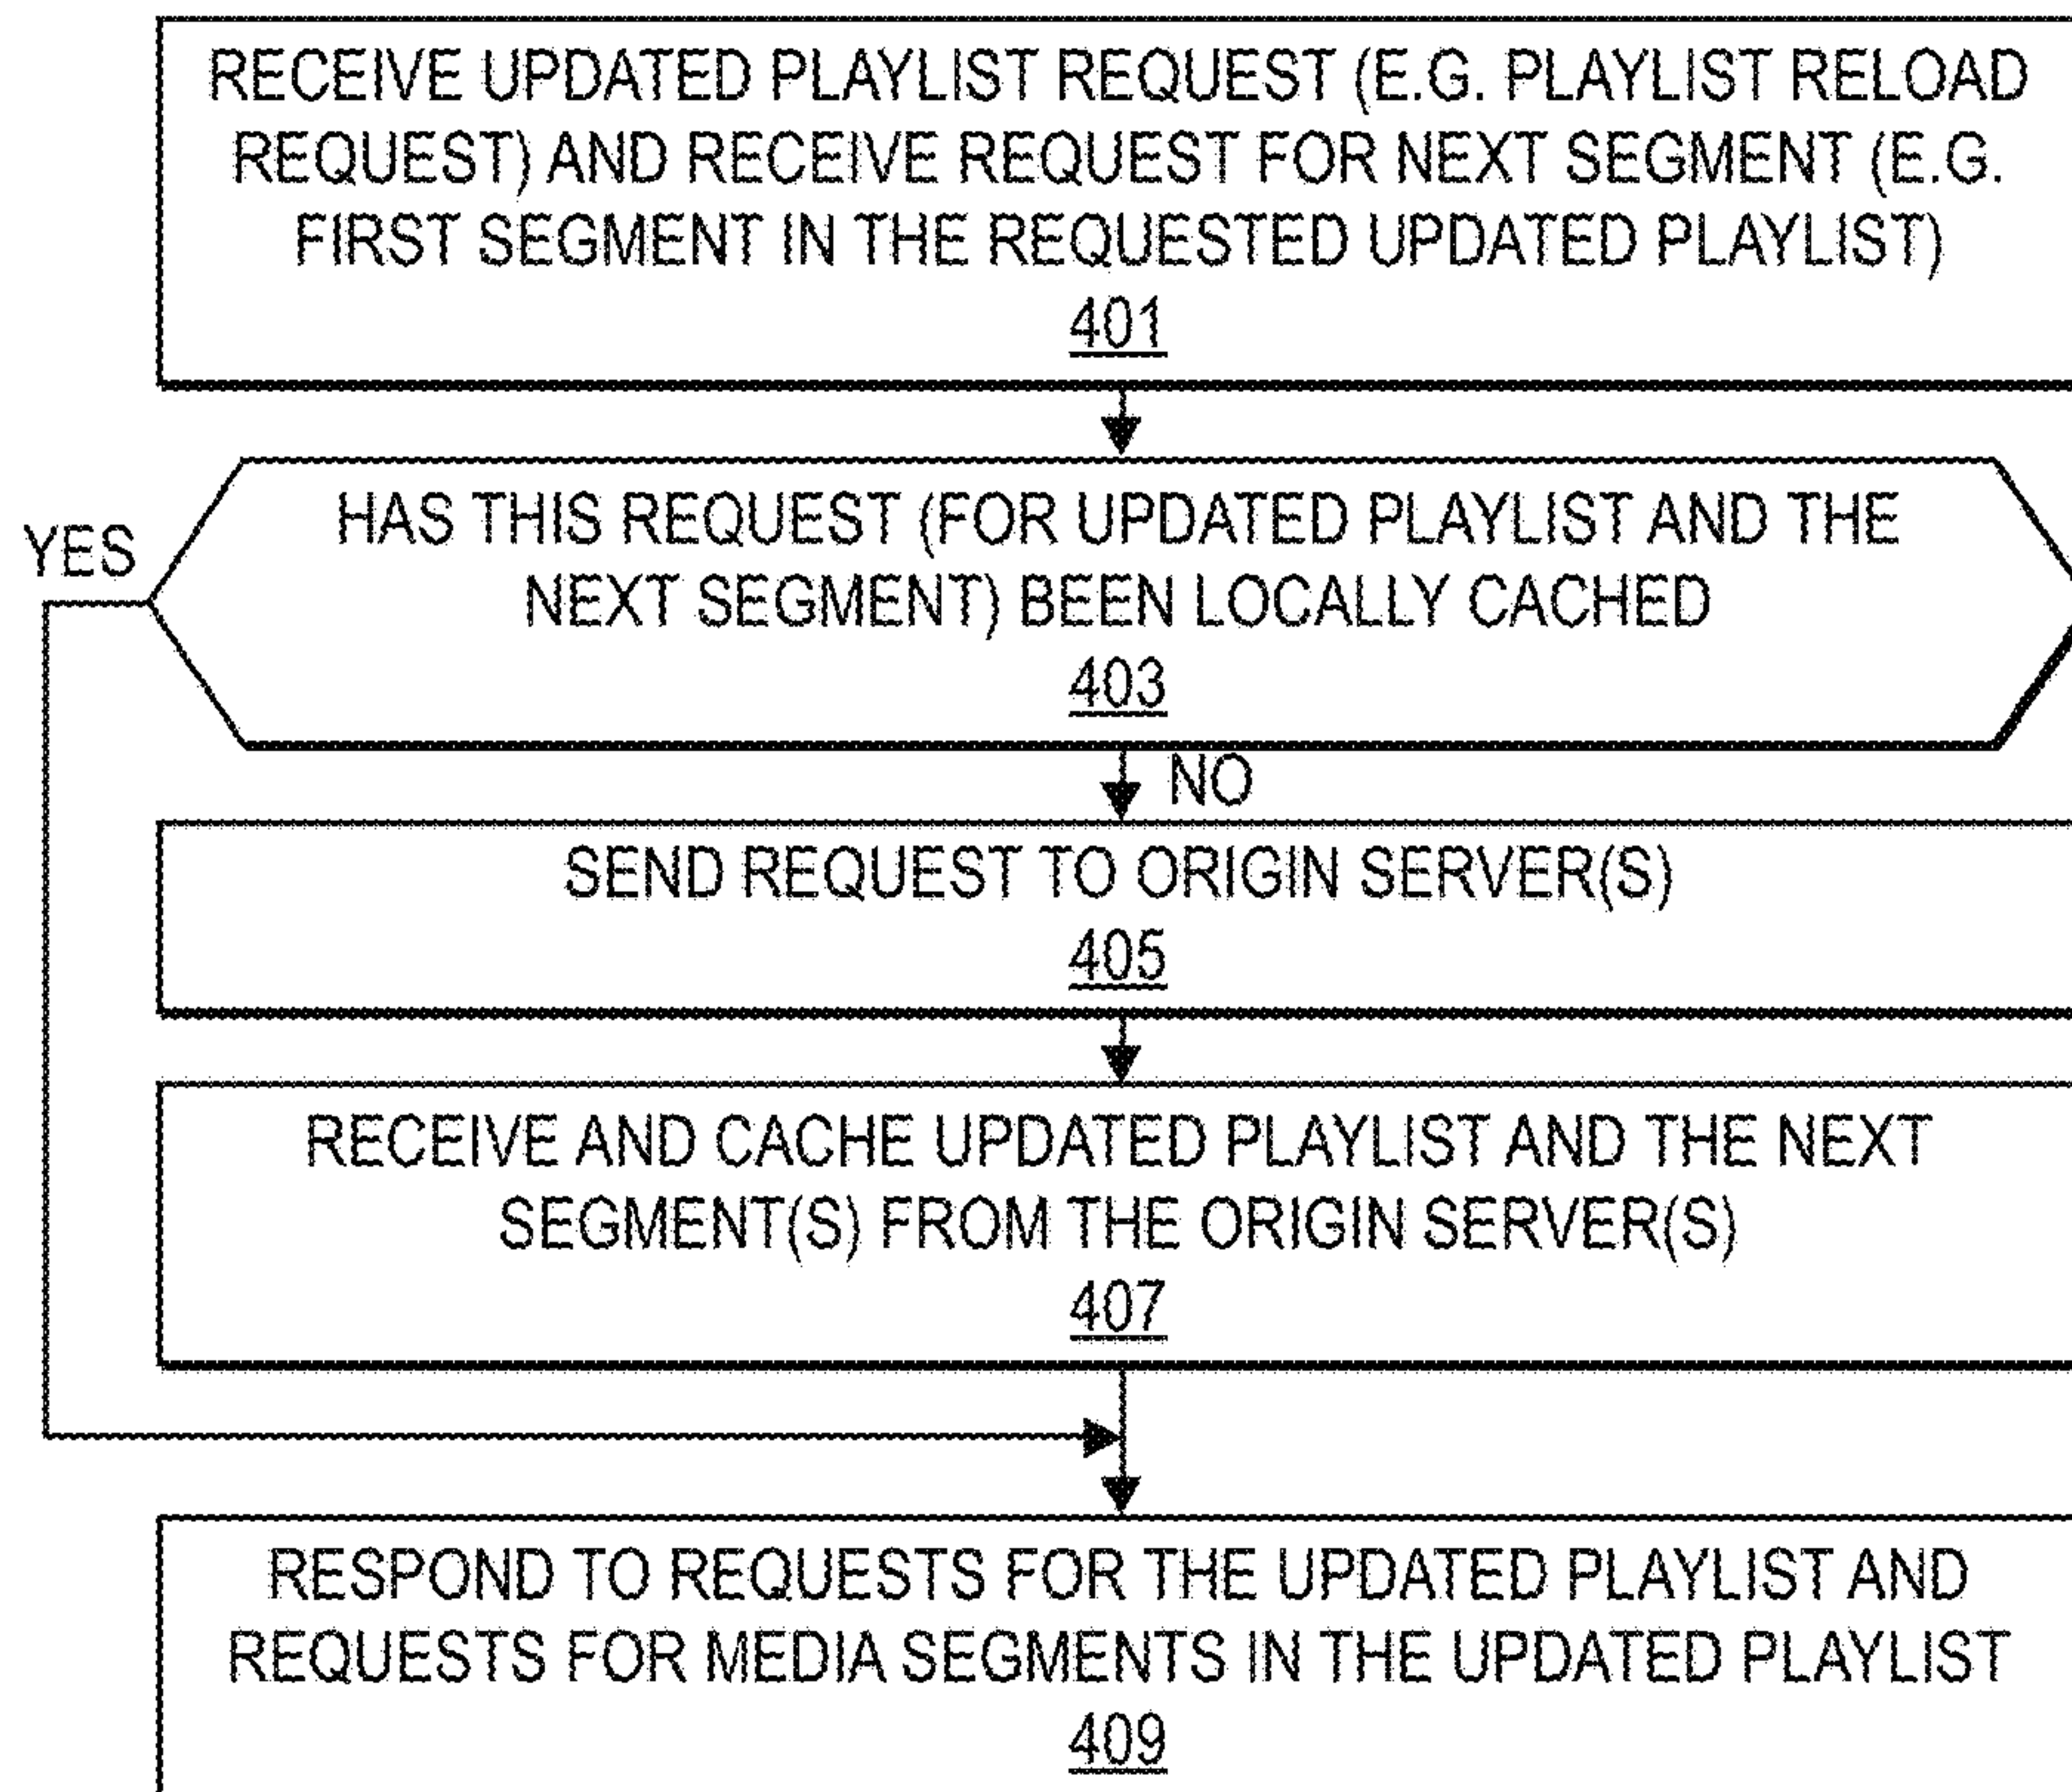 RECEIVE UPDATED PLAYLIST REQUEST (E.G. PLAYLIST RELOAD
REQUEST) AND RECEIVE REQUEST FOR NEXT SEGMENT (E.G.
FIRST SEGMENT IN THE REQUESTED UPDATED PLAYLIST)
401
YES
HAS THIS REQUEST (FOR UPDATED PLAYLIST AND THE
NEXT SEGMENT) BEEN LOCALLY CACHED
403
NO
SEND REQUEST TO ORIGIN SERVER(S)
405
RECEIVE AND CACHE UPDATED PLAYLIST AND THE NEXT
SEGMENT(S) FROM THE ORIGIN SERVER(S)
407
RESPOND TO REQUESTS FOR THE UPDATED PLAYLIST AND
REQUESTS FOR MEDIA SEGMENTS IN THE UPDATED PLAYLIST
409